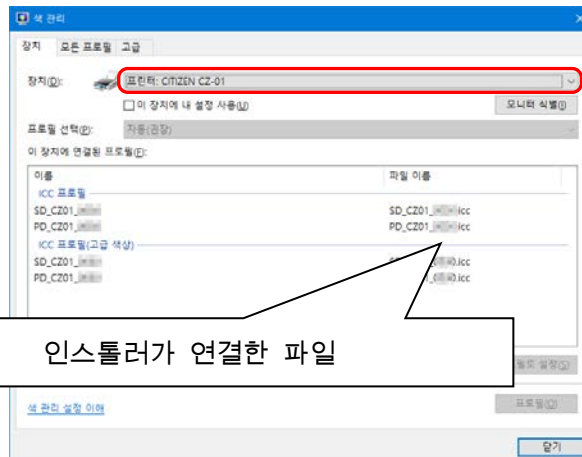 색 관리
장치 모든 프로필 고급
장치(D): 프린터: CITIZEN CZ-01
이 장치에 내 설정 사용(U) 모니터 식별(I)
프로필 선택(P): 자동(권장)
이 장치에 연결된 프로필(F):
이름 파일 이름
ICC 프로필
SD_CZ01_ SD_CZ01_ icc
PD_CZ01_ PD_CZ01_ icc
ICC 프로필(고급 색상)
SD_CZ01_ .icc
PD_CZ01_ .icc
인스톨러가 연결한 파일
설정(S)
색 관리 설정 이해 프로필(O)
닫기